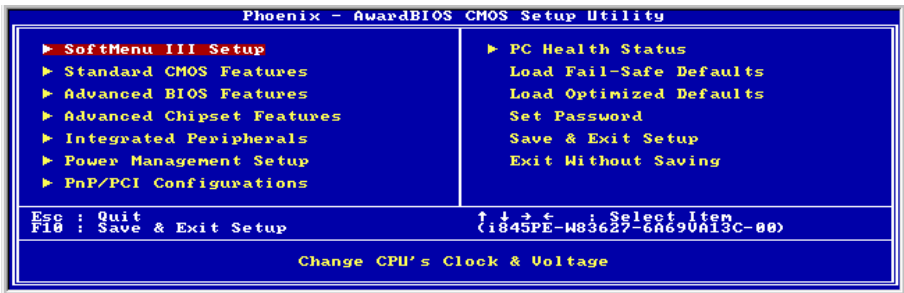 Phoenix - AwardBIOS CMOS Setup Utility
► SoftMenu III Setup
► Standard CMOS Features
► Advanced BIOS Features
► Advanced Chipset Features
► Integrated Peripherals
► Power Management Setup
► PnP/PCI Configurations
► PC Health Status
Load Fail-Safe Defaults
Load Optimized Defaults
Set Password
Save & Exit Setup
Exit Without Saving
Esc : Quit
F10 : Save & Exit Setup
↑ ↓ → ← : Select Item
(i845PE-W83627-6A69VA13C-00)
Change CPU's Clock & Voltage